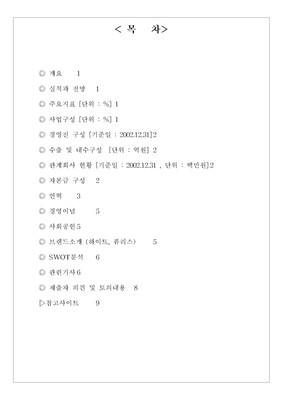 < 목 차>
◎ 개요 1
◎ 실적과 전망 1
◎ 주요지표 [단위 : %] 1
◎ 사업구성 [단위 : %] 1
◎ 경영진 구성 [기준일 : 2002.12.31]2
◎ 수출 및 내수구성 [단위 : 억원] 2
◎ 관계회사 현황 [기준일 : 2002.12.31 , 단위 : 백만원]2
◎ 자본금 구성 2
◎ 연혁 3
◎ 경영이념 5
◎ 사회공헌5
◎ 브랜드소개 (하이트, 퓨리스) 5
◎ SWOT분석 6
◎ 관련기사6
◎ 제출자 의견 및 토의내용 8
▷참고사이트 9